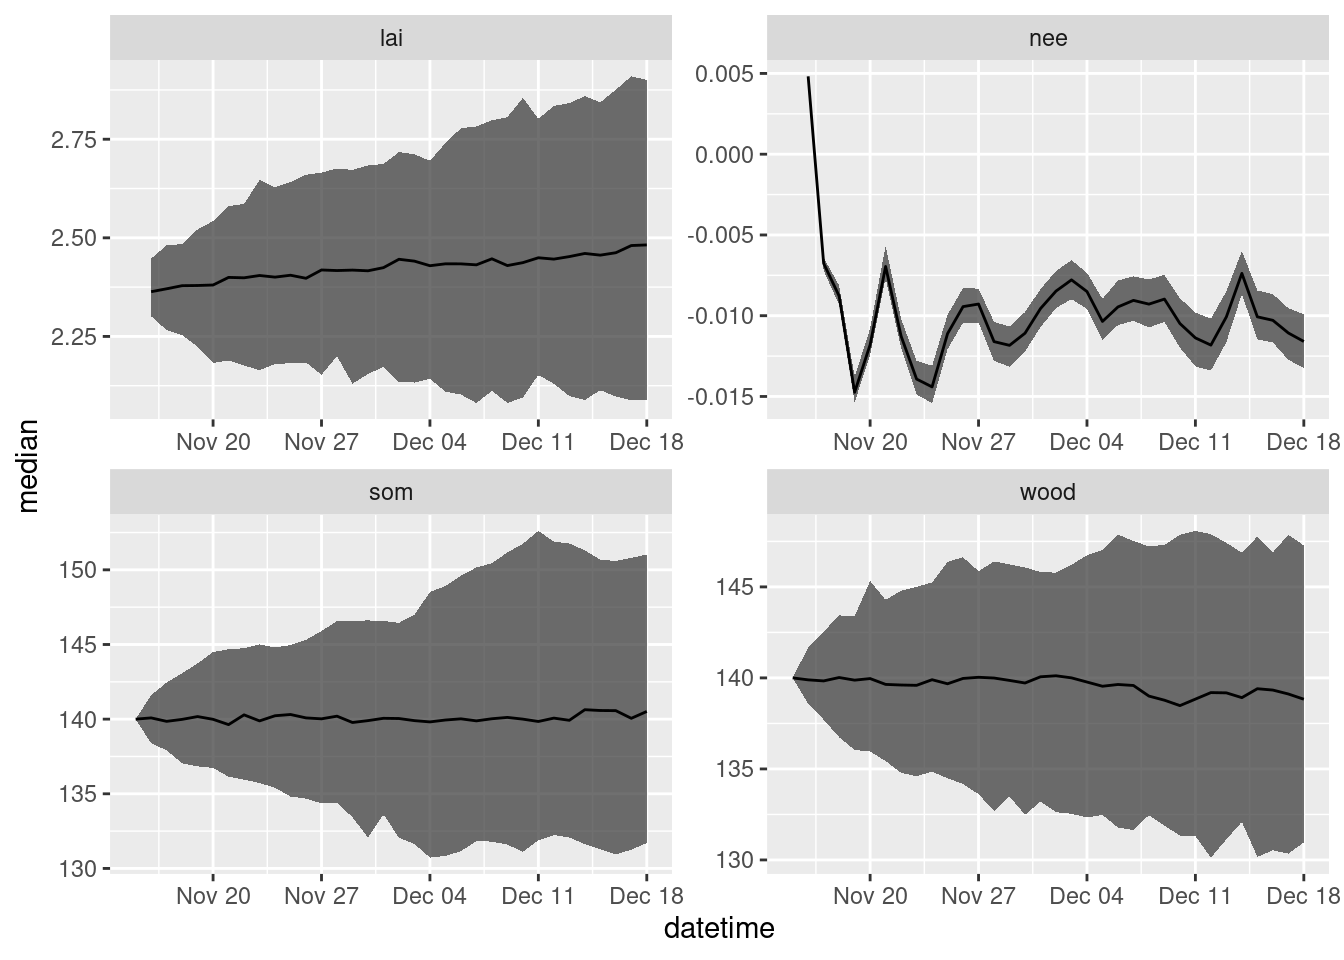 lai
nee
2.75
2.50
2.25
0.005
0.000
-0.005
-0.010
-0.015
Nov 20 Nov 27 Dec 04 Dec 11 Dec 18
Nov 20 Nov 27 Dec 04 Dec 11 Dec 18
median
som
wood
150
145
140
135
130
145
140
135
130
Nov 20 Nov 27 Dec 04 Dec 11 Dec 18
Nov 20 Nov 27 Dec 04 Dec 11 Dec 18
datetime